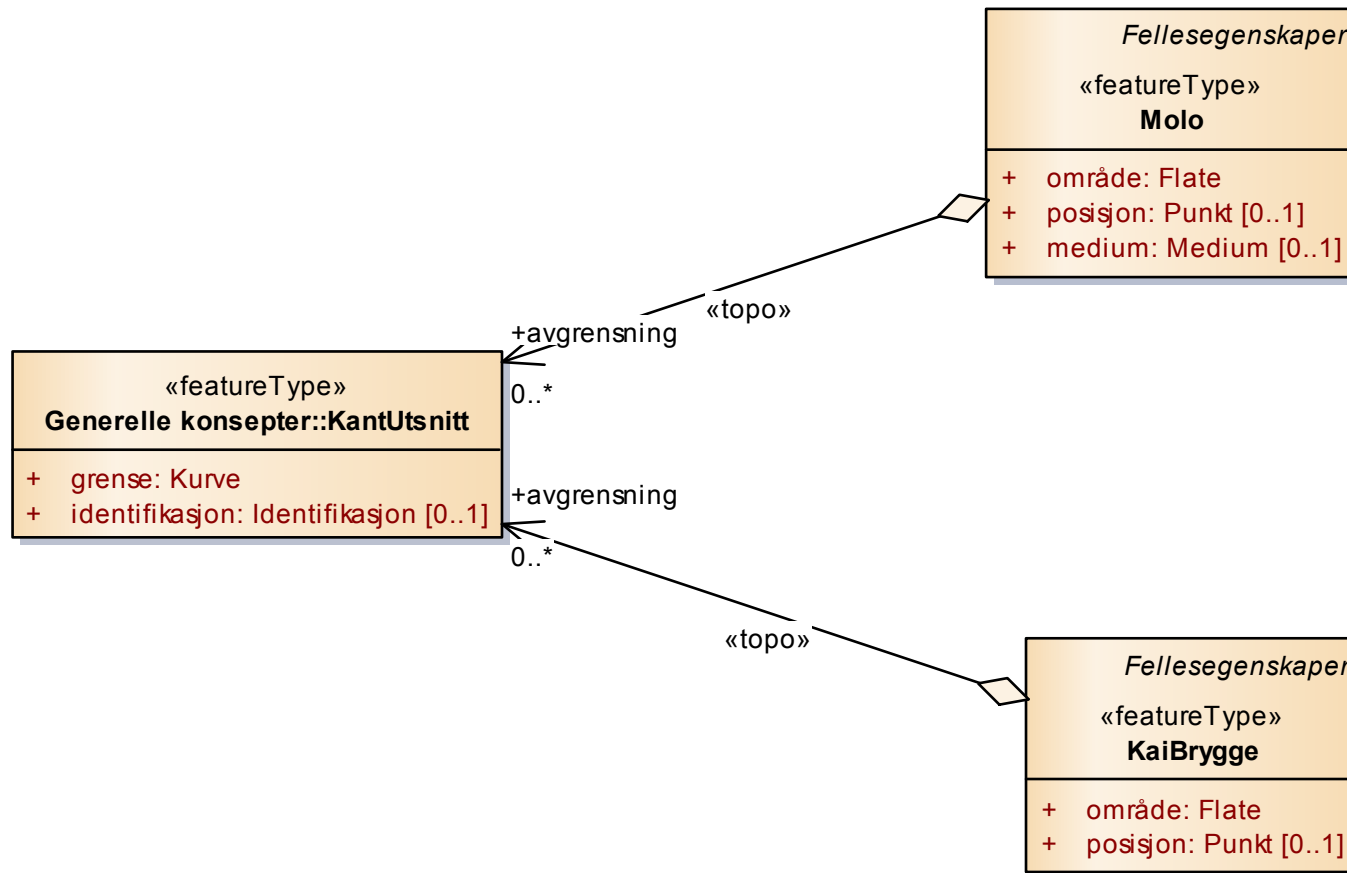 Fellesegenskaper
«featureType»
Molo
+ område: Flate
+ posisjon: Punkt [0..1]
+ medium: Medium [0..1]
«topo»
+avgrensning
0..*
«featureType»
Generelle konsepter::KantUtsnitt
+ grense: Kurve
+ identifikasjon: Identifikasjon [0..1]
+avgrensning
0..*
«topo»
Fellesegenskaper
«featureType»
KaiBrygge
+ område: Flate
+ posisjon: Punkt [0..1]